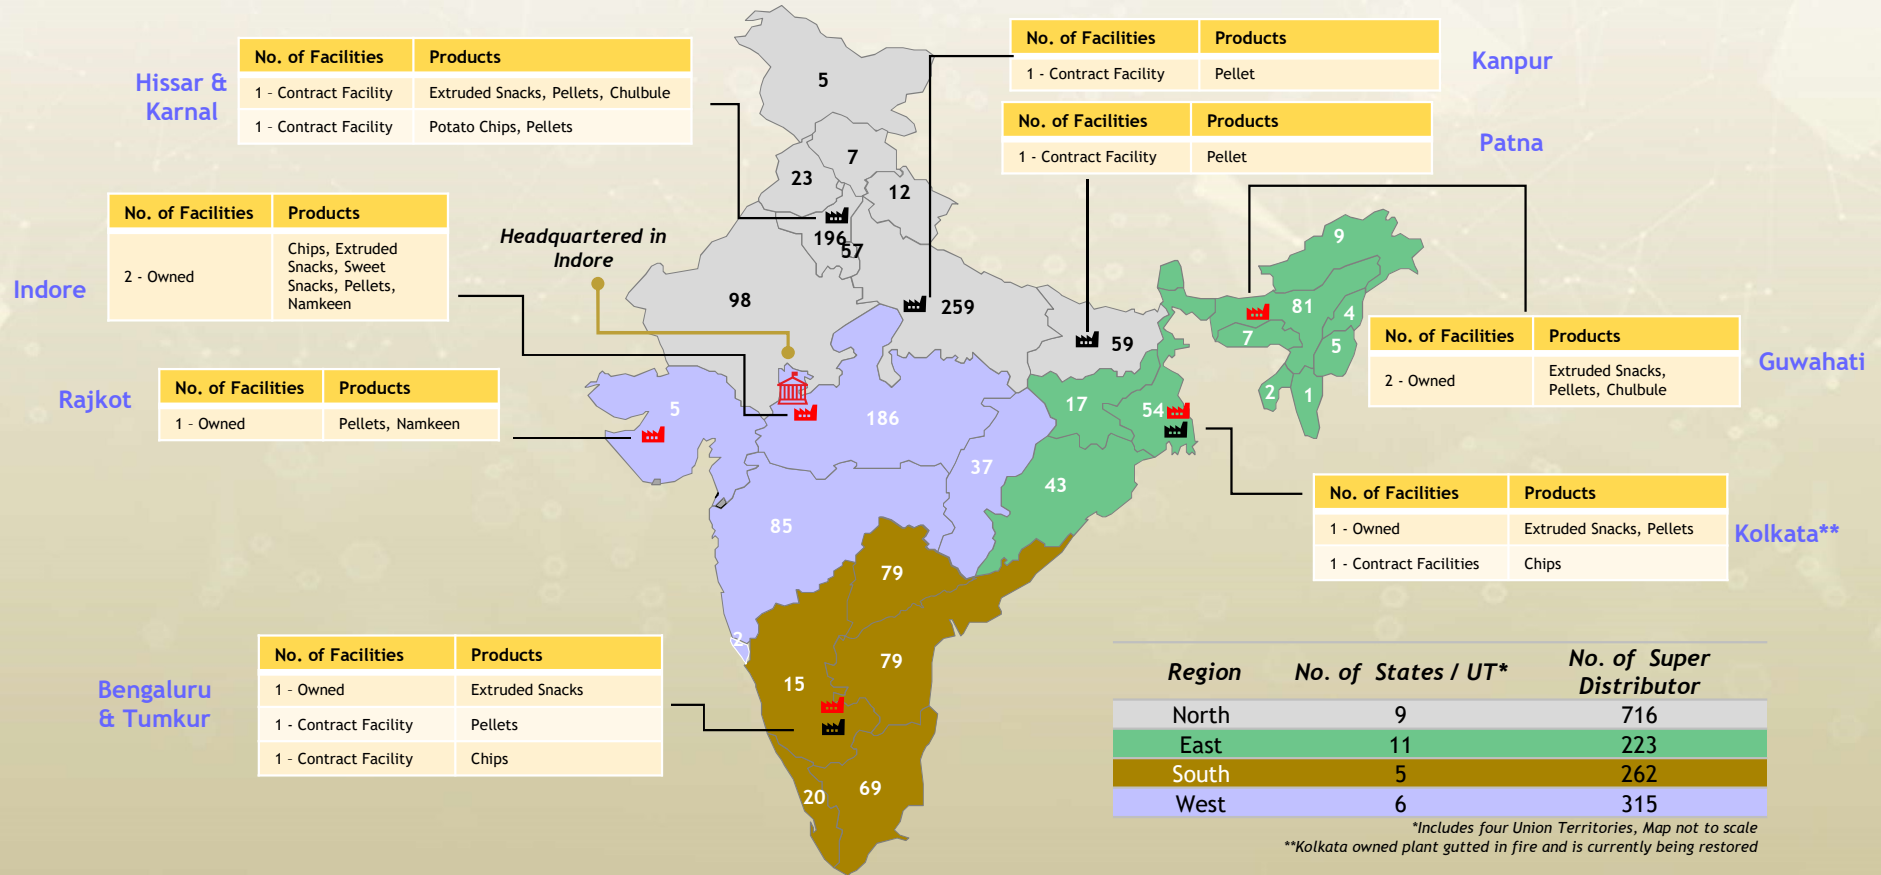 Hissar &
Karnal
No. of Facilities Products
1 – Contract Facility Extruded Snacks, Pellets, Chulbule
1 – Contract Facility Potato Chips, Pellets
No. of Facilities Products
1 - Contract Facility Pellet
Kanpur
No. of Facilities Products
1 - Contract Facility Pellet
Patna
Indore
No. of Facilities Products
2 - Owned
Chips, Extruded
Snacks, Sweet
Snacks, Pellets,
Namkeen
Headquartered in
Indore
Rajkot
No. of Facilities Products
1 - Owned Pellets, Namkeen
No. of Facilities Products
2 - Owned
Extruded Snacks,
Pellets, Chulbule
Guwahati
No. of Facilities Products
1 - Owned Extruded Snacks, Pellets
1 - Contract Facilities Chips
Kolkata**
Bengaluru
& Tumkur
No. of Facilities Products
1 – Owned Extruded Snacks
1 - Contract Facility Pellets
1 – Contract Facility Chips
5
7
23
12
196
57
98
259
59
9
81
4
7
5
2
1
5
186
17
54
37
43
85
79
2
79
15
20
69
Region No. of States / UT* No. of Super
Distributor
North 9 716
East 11 223
South 5 262
West 6 315
*Includes four Union Territories, Map not to scale
**Kolkata owned plant gutted in fire and is currently being restored